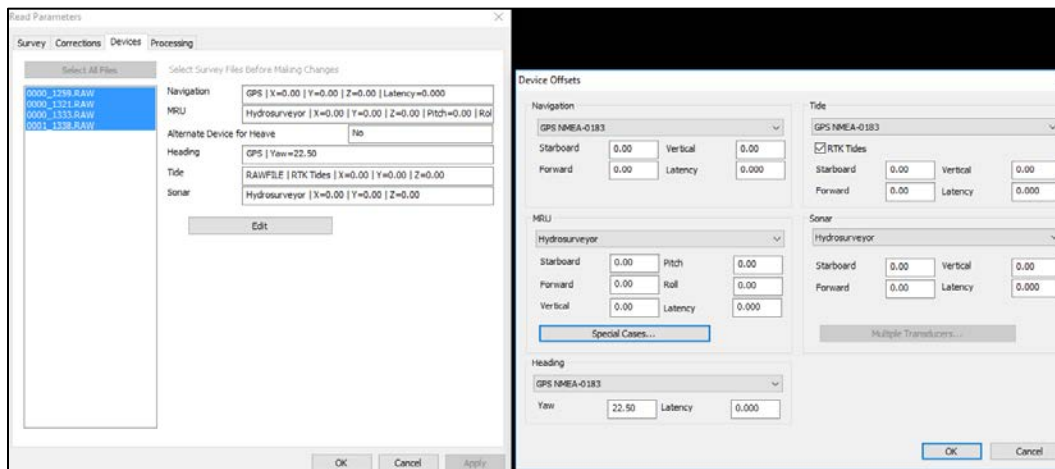 Read Parameters
Survey Corrections Devices Processing
Select All Files
Select Survey Files Before Making Changes
0000_1259.RAW
0000_1321.RAW
0000_1333.RAW
0001_1338.RAW
Navigation GPS | X=0.00 | Y=0.00 | Z=0.00 | Latency=0.000
MRU Hydrosurveyor | X=0.00 | Y=0.00 | Z=0.00 | Pitch=0.00 | Rol
Alternate Device for Heave No
Heading GPS | Yaw=22.50
Tide RAWFILE | RTK Tides | X=0.00 | Y=0.00 | Z=0.00
Sonar Hydrosurveyor | X=0.00 | Y=0.00 | Z=0.00
Edit
OK Cancel Apply
Device Offsets
Navigation
GPS NMEA-0183
Starboard 0.00 Vertical 0.00
Forward 0.00 Latency 0.000
MRU
Hydrosurveyor
Starboard 0.00 Pitch 0.00
Forward 0.00 Roll 0.00
Vertical 0.00 Latency 0.000
Special Cases...
Heading
GPS NMEA-0183
Yaw 22.50 Latency 0.000
Tide
GPS NMEA-0183
RTK Tides
Starboard 0.00 Vertical 0.00
Forward 0.00 Latency 0.000
Sonar
Hydrosurveyor
Starboard 0.00 Vertical 0.00
Forward 0.00 Latency 0.000
Multiple Transducers...
OK Cancel